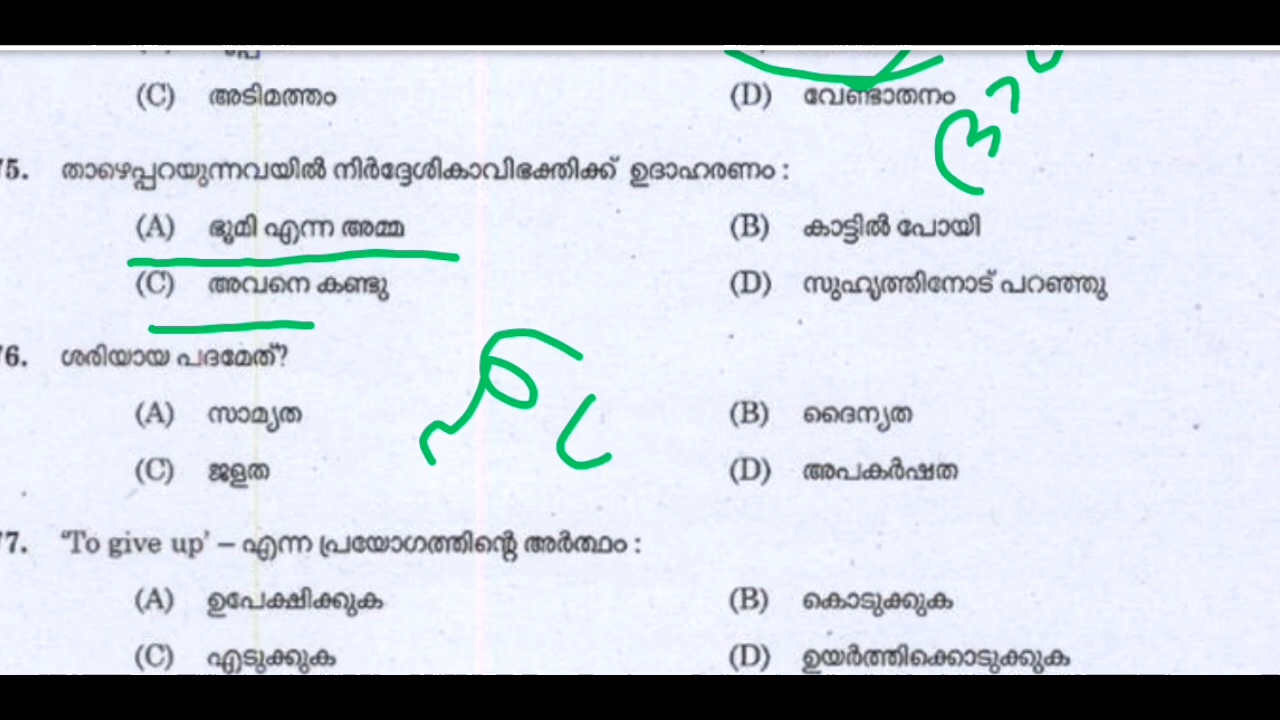 (C) അടിമത്തം (D) വേണ്ടാതനം
75. താഴെപ്പറയുന്നവയിൽ നിർദ്ദേശികാവിഭക്തിക്ക് ഉദാഹരണം :
(A) ഭൂമി എന്ന അമ്മ (B) കാട്ടിൽ പോയി
(C) അവനെ കണ്ടു (D) സുഹൃത്തിനോട് പറഞ്ഞു
76. ശരിയായ പദമേത്?
(A) സാമ്യത (B) ദൈന്യത
(C) ജളത (D) അപകർഷത
77. 'To give up' – എന്ന പ്രയോഗത്തിന്റെ അർത്ഥം :
(A) ഉപേക്ഷിക്കുക (B) കൊടുക്കുക
(C) എടുക്കുക (D) ഉയർത്തിക്കൊടുക്കുക